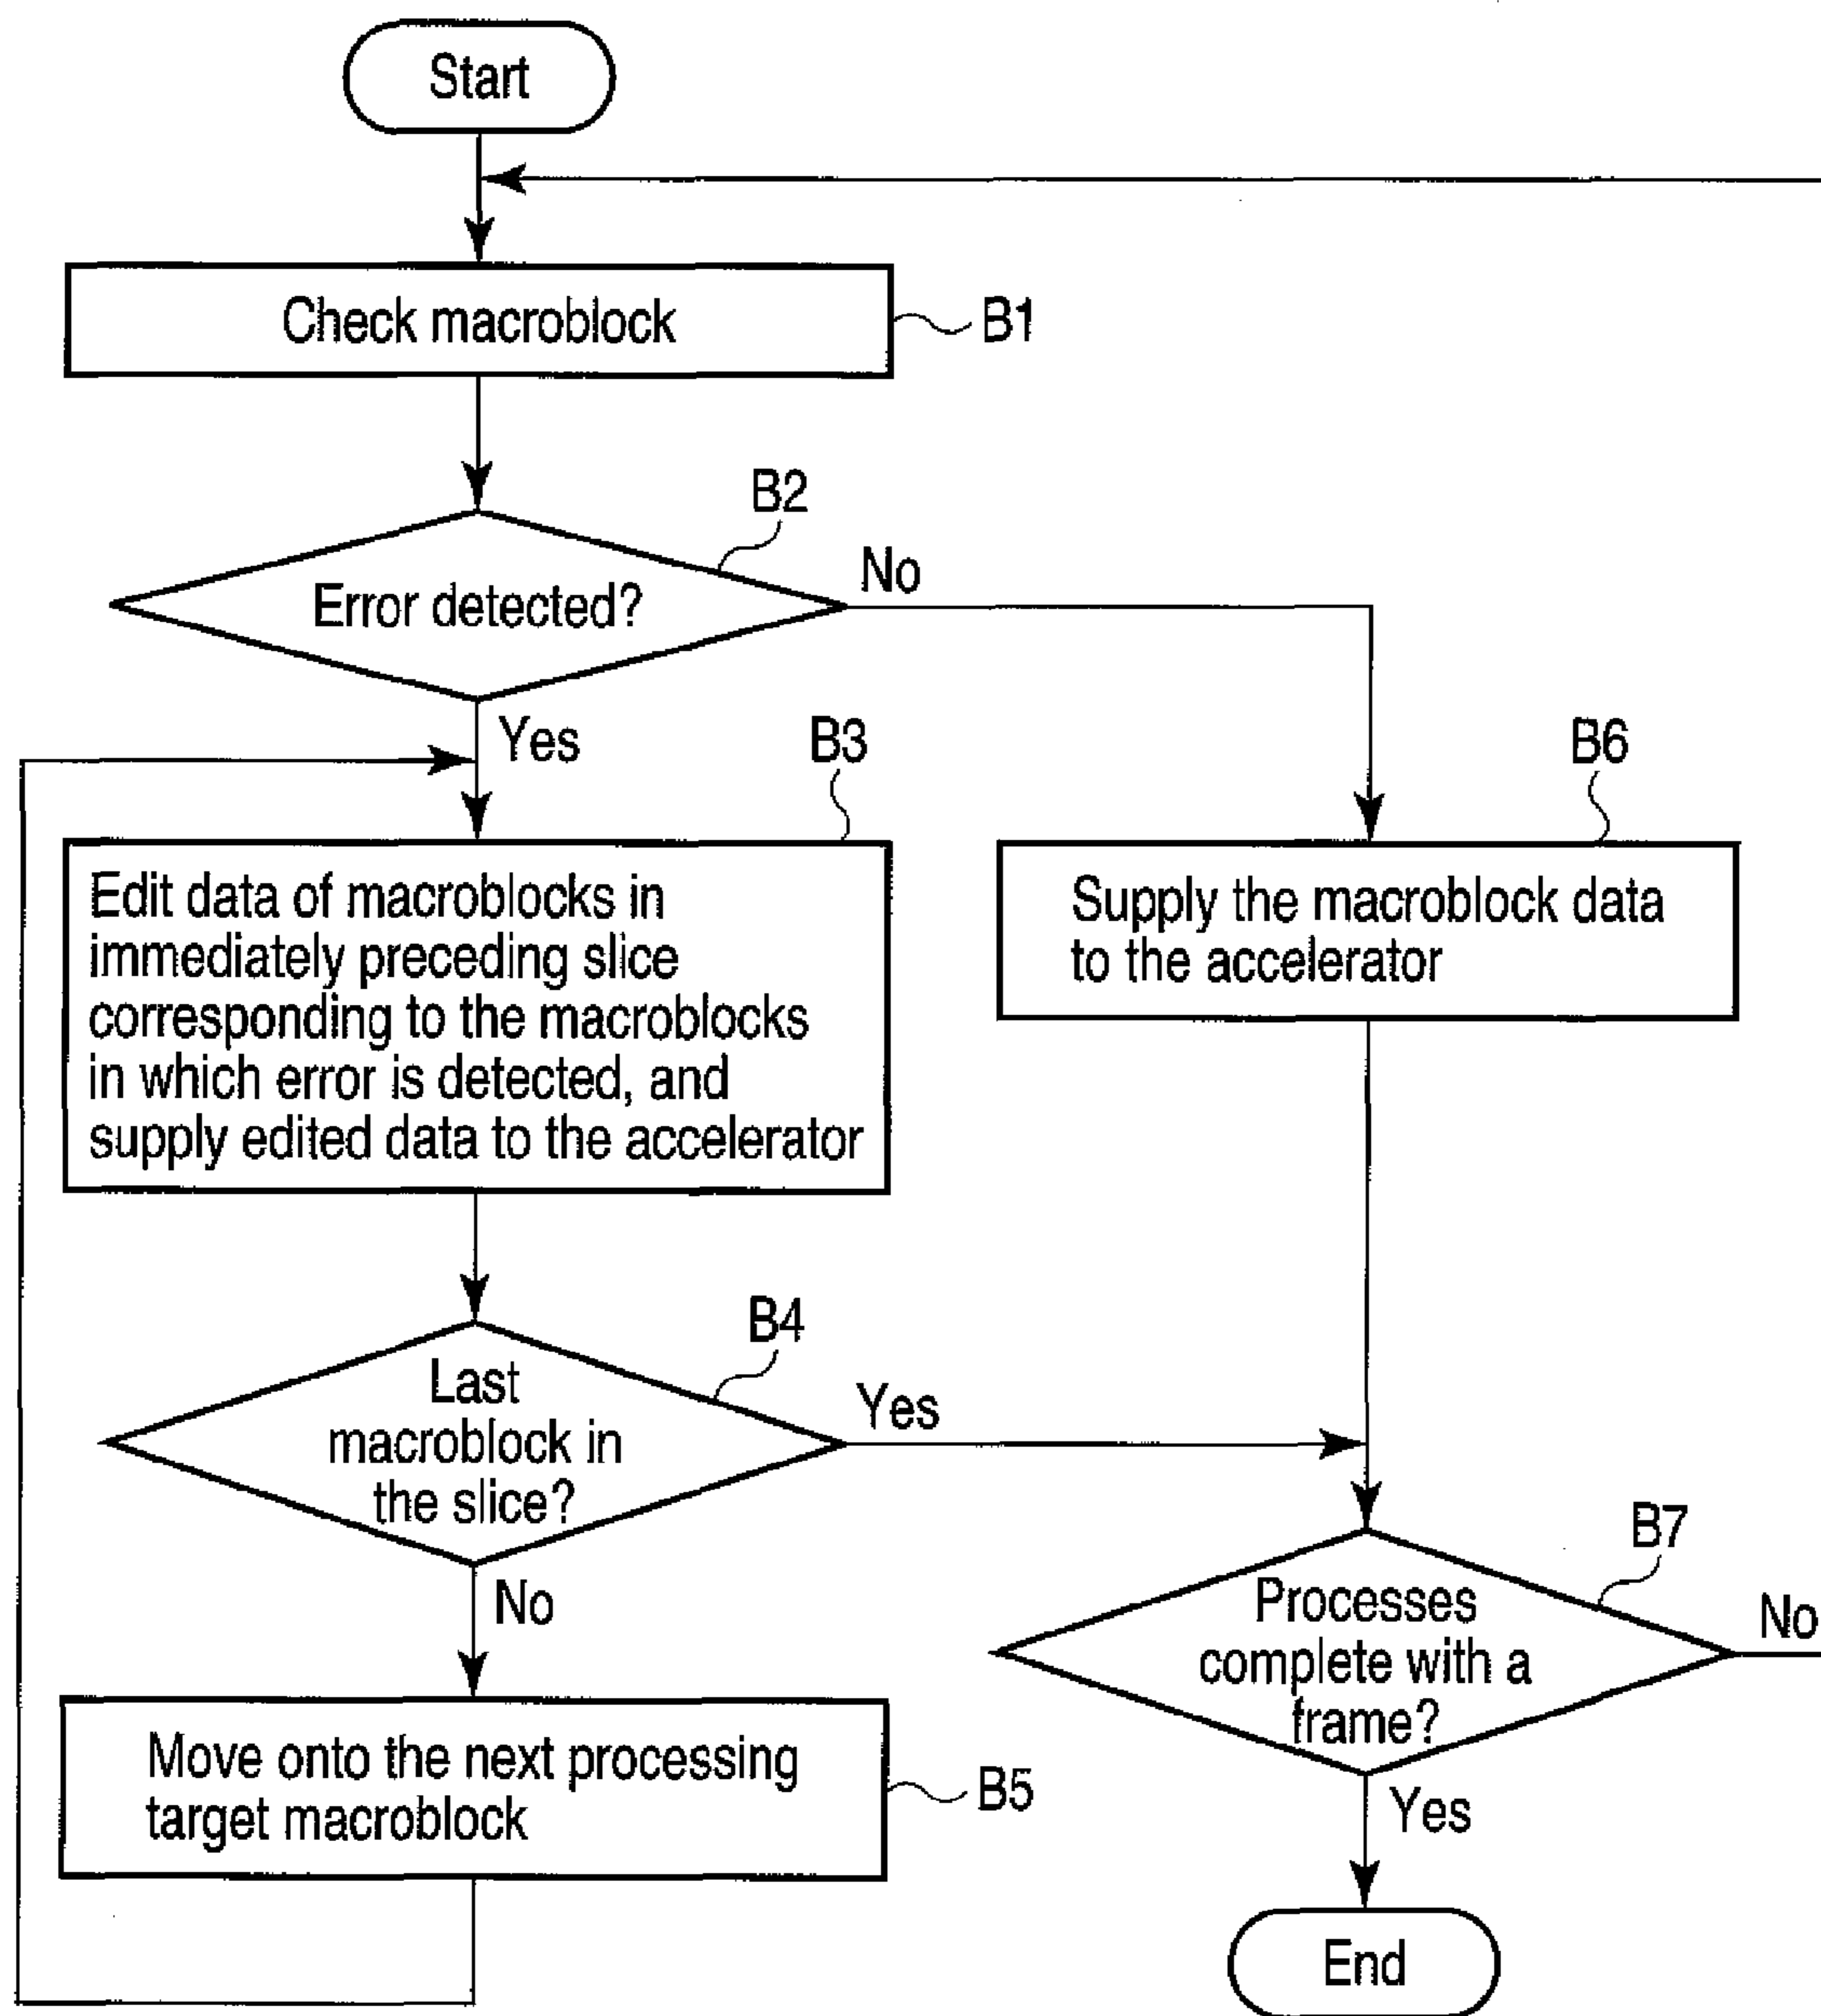 Start
Check macroblock
B1
B2
Error detected?
No
Yes
B3
Edit data of macroblocks in
immediately preceding slice
corresponding to the macroblocks
in which error is detected, and
supply edited data to the accelerator
B6
Supply the macroblock data
to the accelerator
B4
Last
macroblock in
the slice?
Yes
No
B5
Move onto the next processing
target macroblock
B7
Processes
complete with a
frame?
No
Yes
End